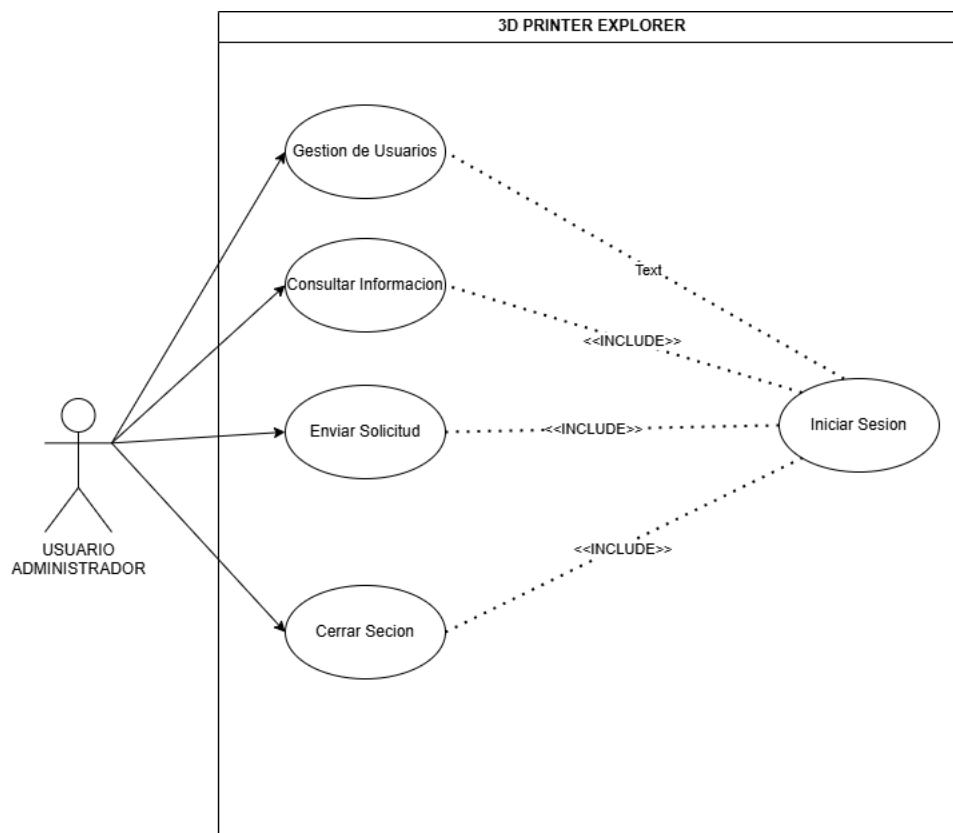 3D PRINTER EXPLORER
Gestion de Usuarios
Text
Consultar Informacion
<<INCLUDE>>
Enviar Solicitud
<<INCLUDE>>
Iniciar Sesion
USUARIO
ADMINISTRADOR
<<INCLUDE>>
Cerrar Secion